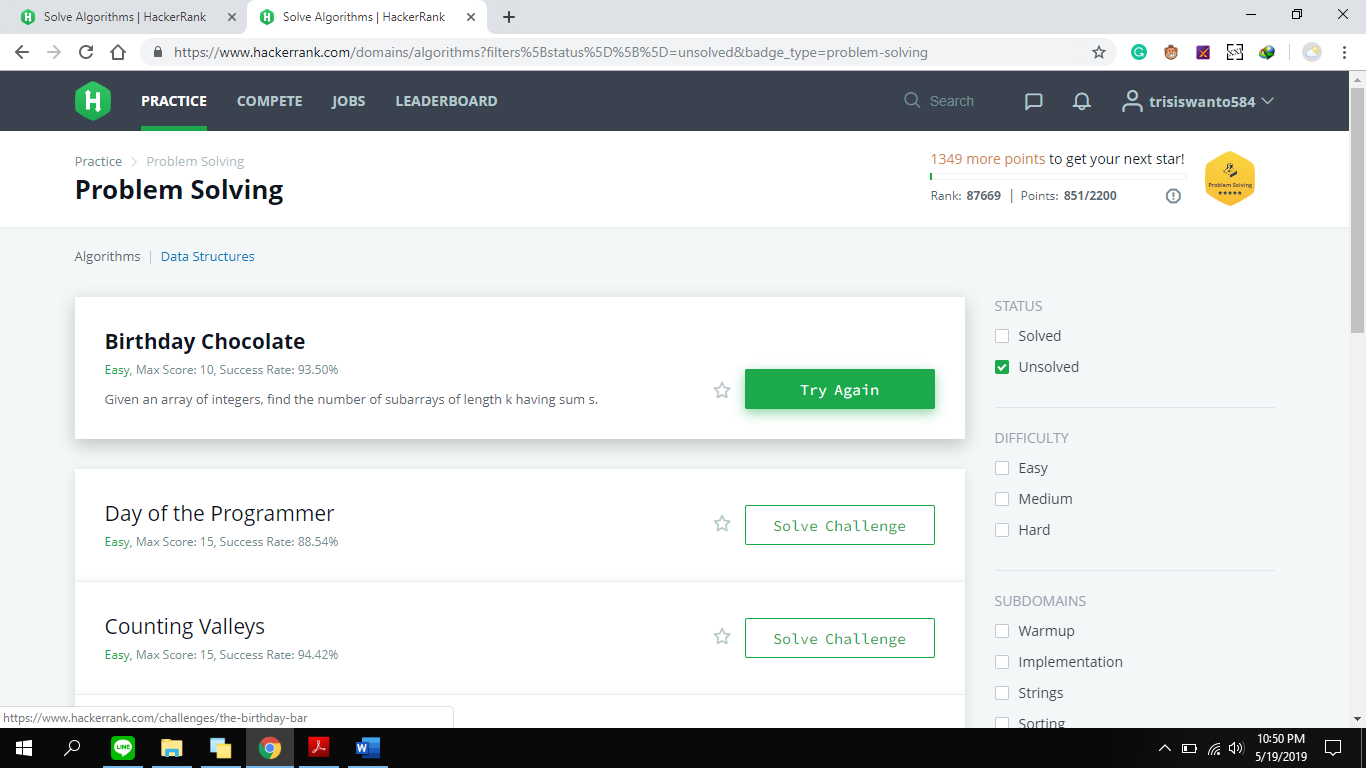 Solve Algorithms | HackerRank
Solve Algorithms | HackerRank
https://www.hackerrank.com/domains/algorithms?filters%5Bstatus%5D%5B%5D=unsolved&badge_type=problem-solving
H PRACTICE COMPETE JOBS LEADERBOARD Search trisiswanto584
Practice Problem Solving
Problem Solving
1349 more points to get your next star!
Rank: 87669 | Points: 851/2200
Problem Solving
Algorithms | Data Structures
Birthday Chocolate
Easy, Max Score: 10, Success Rate: 93.50%
Given an array of integers, find the number of subarrays of length k having sum s.
Try Again
Day of the Programmer
Easy, Max Score: 15, Success Rate: 88.54%
Solve Challenge
Counting Valleys
Easy, Max Score: 15, Success Rate: 94.42%
Solve Challenge
STATUS
Solved
Unsolved
DIFFICULTY
Easy
Medium
Hard
SUBDOMAINS
Warmup
Implementation
Strings
Sorting
https://www.hackerrank.com/challenges/the-birthday-bar
LINE
10:50 PM
5/19/2019